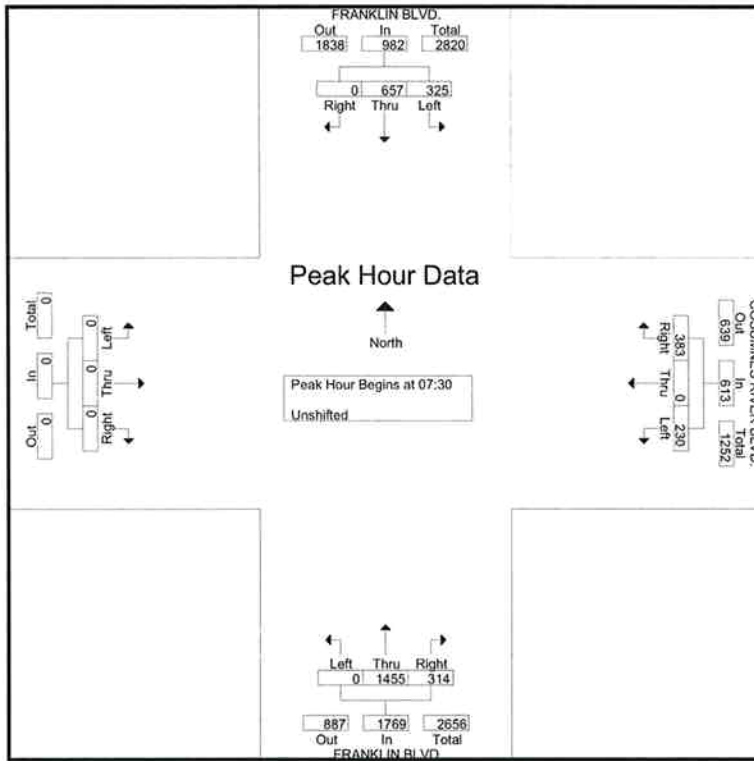 FRANKLIN BLVD.
Out In Total
1838 982 2820
0 657 325
Right Thru Left
Peak Hour Data
North
Peak Hour Begins at 07:30
Unshifted
Total In Out
0 0 0
0 0 0
Left Thru Right
Right Thru Left
383 0 230
639 613 1252
Out In Total
COSUMNES RIVER BLVD.
Left Thru Right
0 1455 314
887 1769 2656
Out In Total
FRANKLIN BLVD